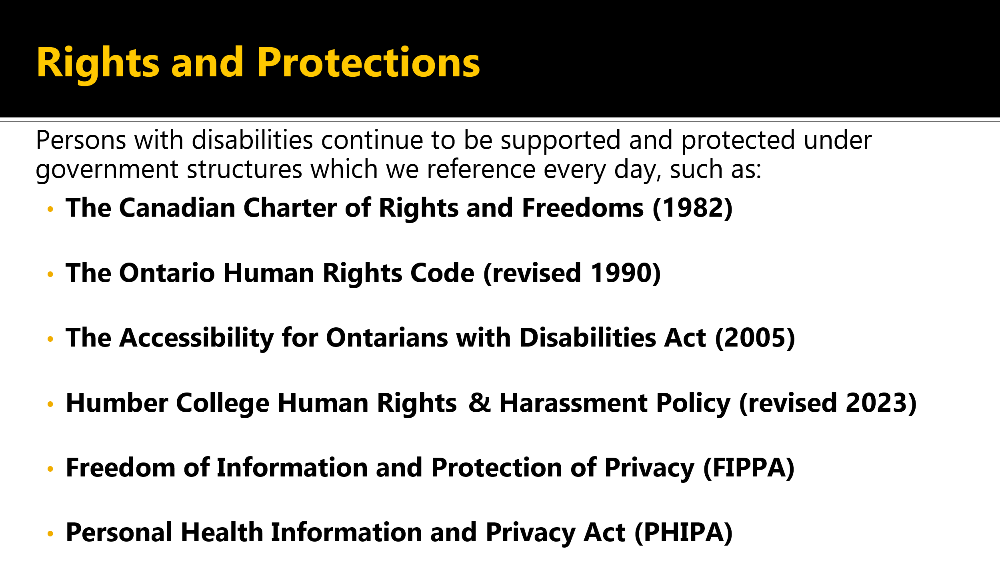 Rights and Protections
Persons with disabilities continue to be supported and protected under
government structures which we reference every day, such as:
• The Canadian Charter of Rights and Freedoms (1982)
• The Ontario Human Rights Code (revised 1990)
• The Accessibility for Ontarians with Disabilities Act (2005)
• Humber College Human Rights & Harassment Policy (revised 2023)
• Freedom of Information and Protection of Privacy (FIPPA)
• Personal Health Information and Privacy Act (PHIPA)